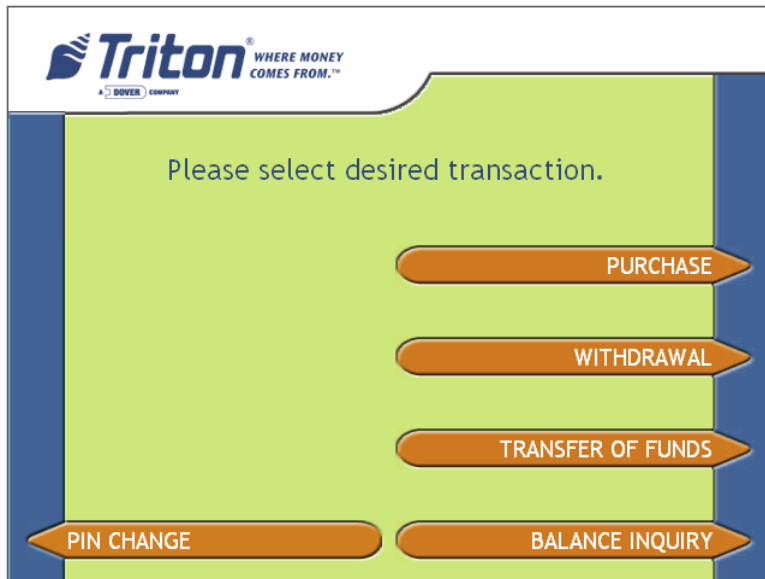 Triton® WHERE MONEY
COMES FROM.™
A DOVER COMPANY
Please select desired transaction.
PURCHASE
WITHDRAWAL
TRANSFER OF FUNDS
PIN CHANGE BALANCE INQUIRY